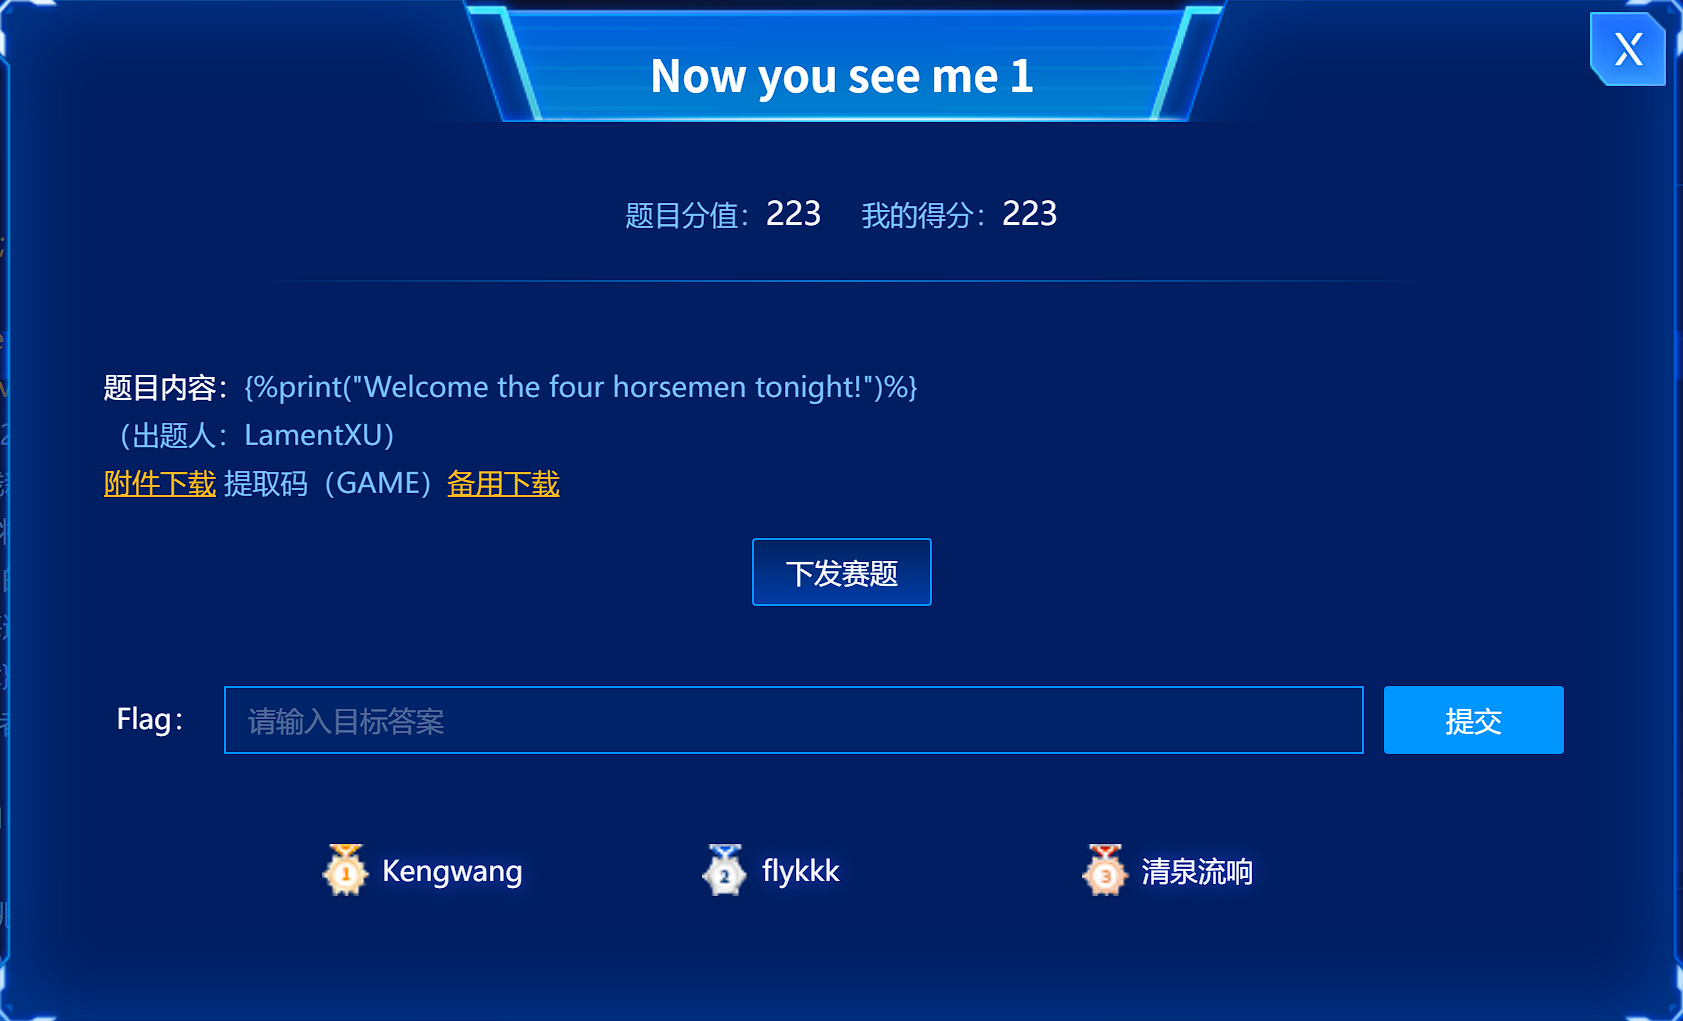 Now you see me 1
X
题目分值：223 我的得分：223
题目内容：{%print("Welcome the four horsemen tonight!")%}
（出题人：LamentXU）
附件下载 提取码（GAME）备用下载
下发赛题
Flag：
请输入目标答案
提交
1 Kengwang
2 flykkk
3 清泉流响